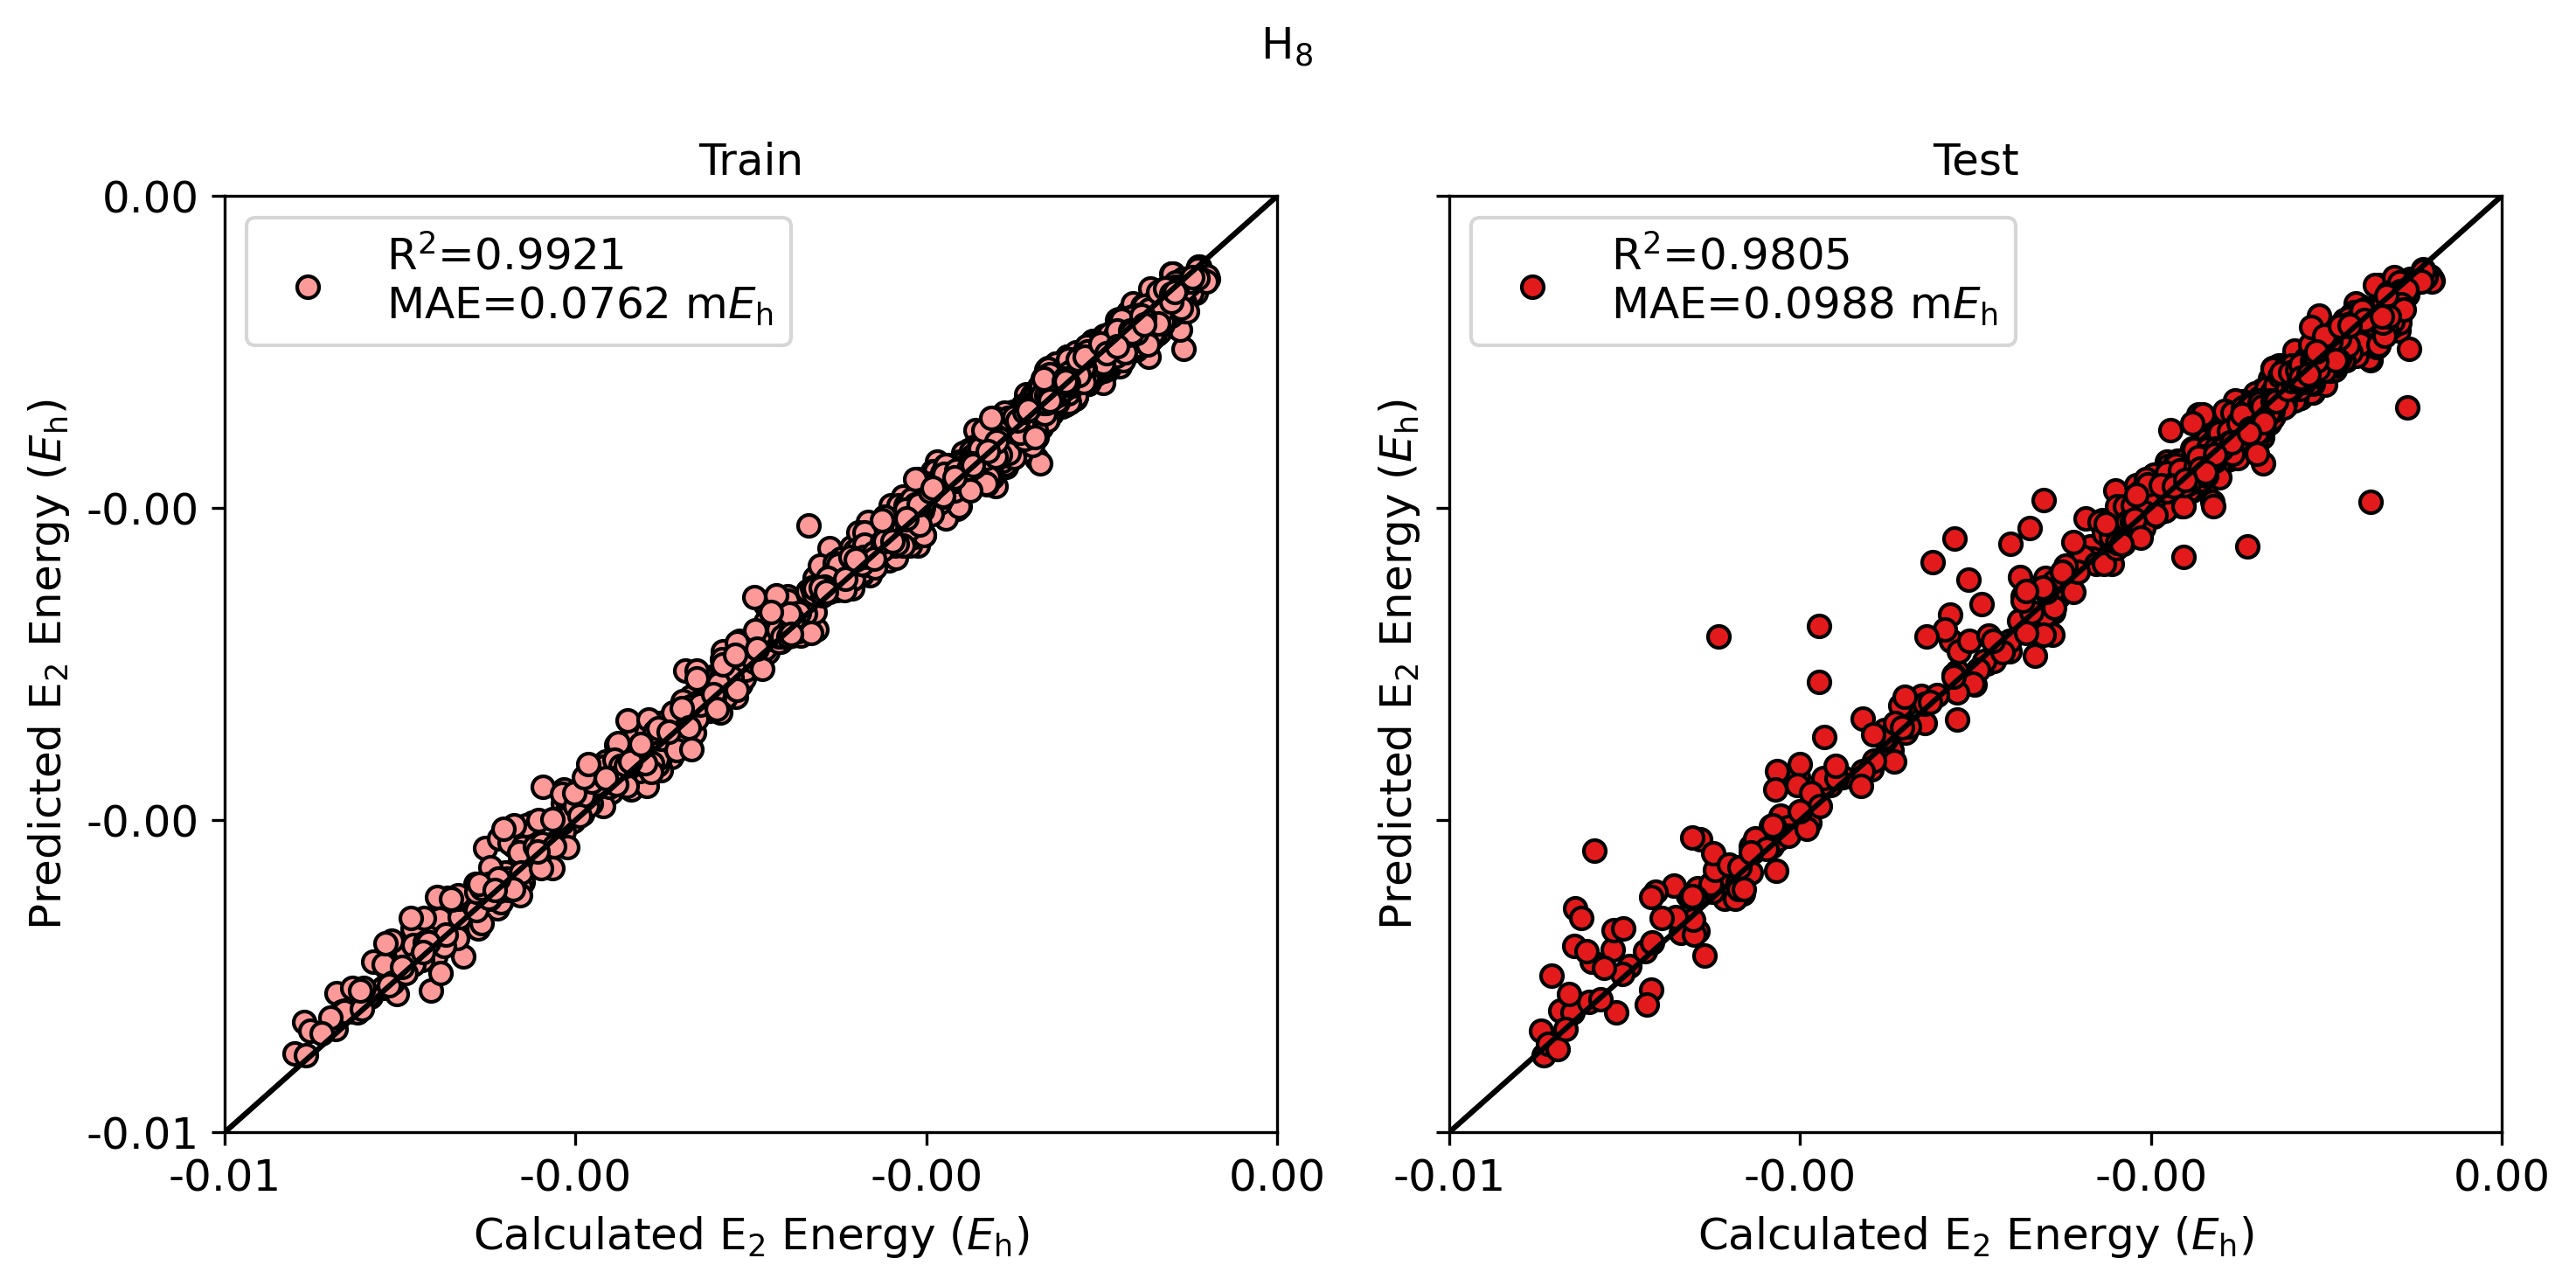 H₈
Train
R²=0.9921
MAE=0.0762 mEₕ
0.00
-0.00
-0.00
-0.01
Predicted E₂ Energy (Eₕ)
-0.01 -0.00 -0.00 0.00
Calculated E₂ Energy (Eₕ)
Test
R²=0.9805
MAE=0.0988 mEₕ
Predicted E₂ Energy (Eₕ)
-0.01 -0.00 -0.00 0.00
Calculated E₂ Energy (Eₕ)